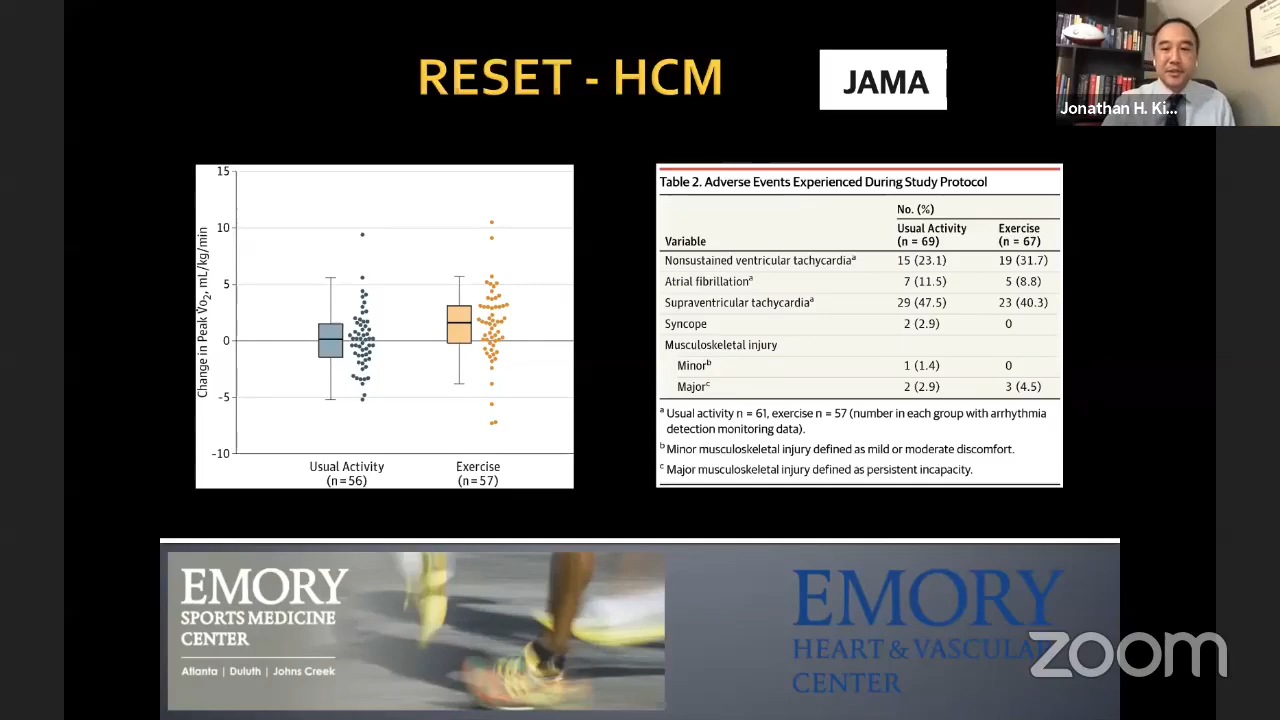 RESET - HCM
JAMA
Jonathan H. Ki...
15
10
5
0
-5
-10
Change in Peak V̇o₂, mL/kg/min
Usual Activity
(n=56)
Exercise
(n=57)
Table 2. Adverse Events Experienced During Study Protocol
No. (%)
Variable Usual Activity (n = 69) Exercise (n = 67)
Nonsustained ventricular tachycardiaᵃ 15 (23.1) 19 (31.7)
Atrial fibrillationᵃ 7 (11.5) 5 (8.8)
Supraventricular tachycardiaᵃ 29 (47.5) 23 (40.3)
Syncope 2 (2.9) 0
Musculoskeletal injury
Minorᵇ 1 (1.4) 0
Majorᶜ 2 (2.9) 3 (4.5)
ᵃ Usual activity n = 61, exercise n = 57 (number in each group with arrhythmia
detection monitoring data).
ᵇ Minor musculoskeletal injury defined as mild or moderate discomfort.
ᶜ Major musculoskeletal injury defined as persistent incapacity.
EMORY
SPORTS MEDICINE
CENTER
Atlanta | Duluth | Johns Creek
EMORY
HEART & VASCULAR
CENTER
zoom